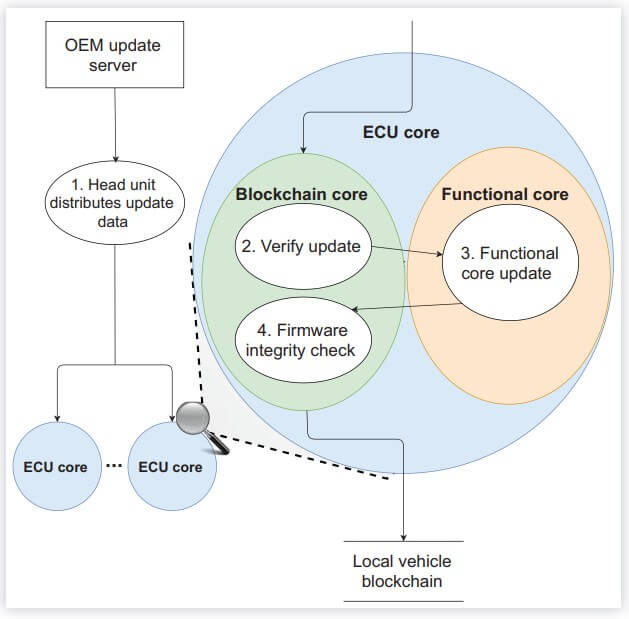 OEM update
server
1. Head unit
distributes update
data
ECU core
...
ECU core
ECU core
Blockchain core
Functional core
2. Verify update
3. Functional
core update
4. Firmware
integrity check
Local vehicle
blockchain